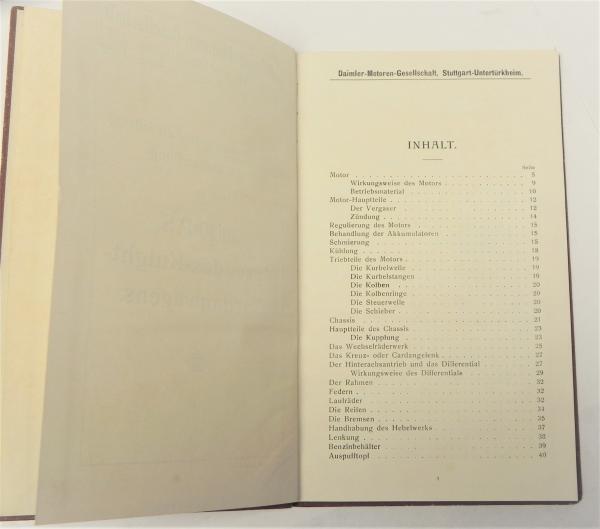 Daimler-Motoren-Gesellschaft, Stuttgart-Untertürkheim.
INHALT.
Seite
Motor . . . 5
Wirkungsweise des Motors . . . 9
Betriebsmaterial . . . 10
Motor-Hauptteile . . . 12
Der Vergaser . . . 12
Zündung . . . 14
Regulierung des Motors . . . 15
Behandlung der Akkumulatoren . . . 15
Schmierung . . . 15
Kühlung . . . 18
Triebteile des Motors . . . 19
Die Kurbelwelle . . . 19
Die Kurbelstangen . . . 19
Die Kolben . . . 20
Die Kolbenringe . . . 20
Die Steuerwelle . . . 20
Die Schieber . . . 20
Chassis . . . 21
Hauptteile des Chassis . . . 23
Die Kupplung . . . 23
Das Wechselräderwerk . . . 25
Das Kreuz- oder Cardangelenk . . . 27
Der Hinterachsantrieb und das Differential . . . 27
Wirkungsweise des Differentials . . . 29
Der Rahmen . . . 32
Federn . . . 32
Laufräder . . . 32
Die Reifen . . . 34
Die Bremsen . . . 35
Handhabung des Hebelwerks . . . 37
Lenkung . . . 38
Benzinbehälter . . . 39
Auspufftopf . . . 40